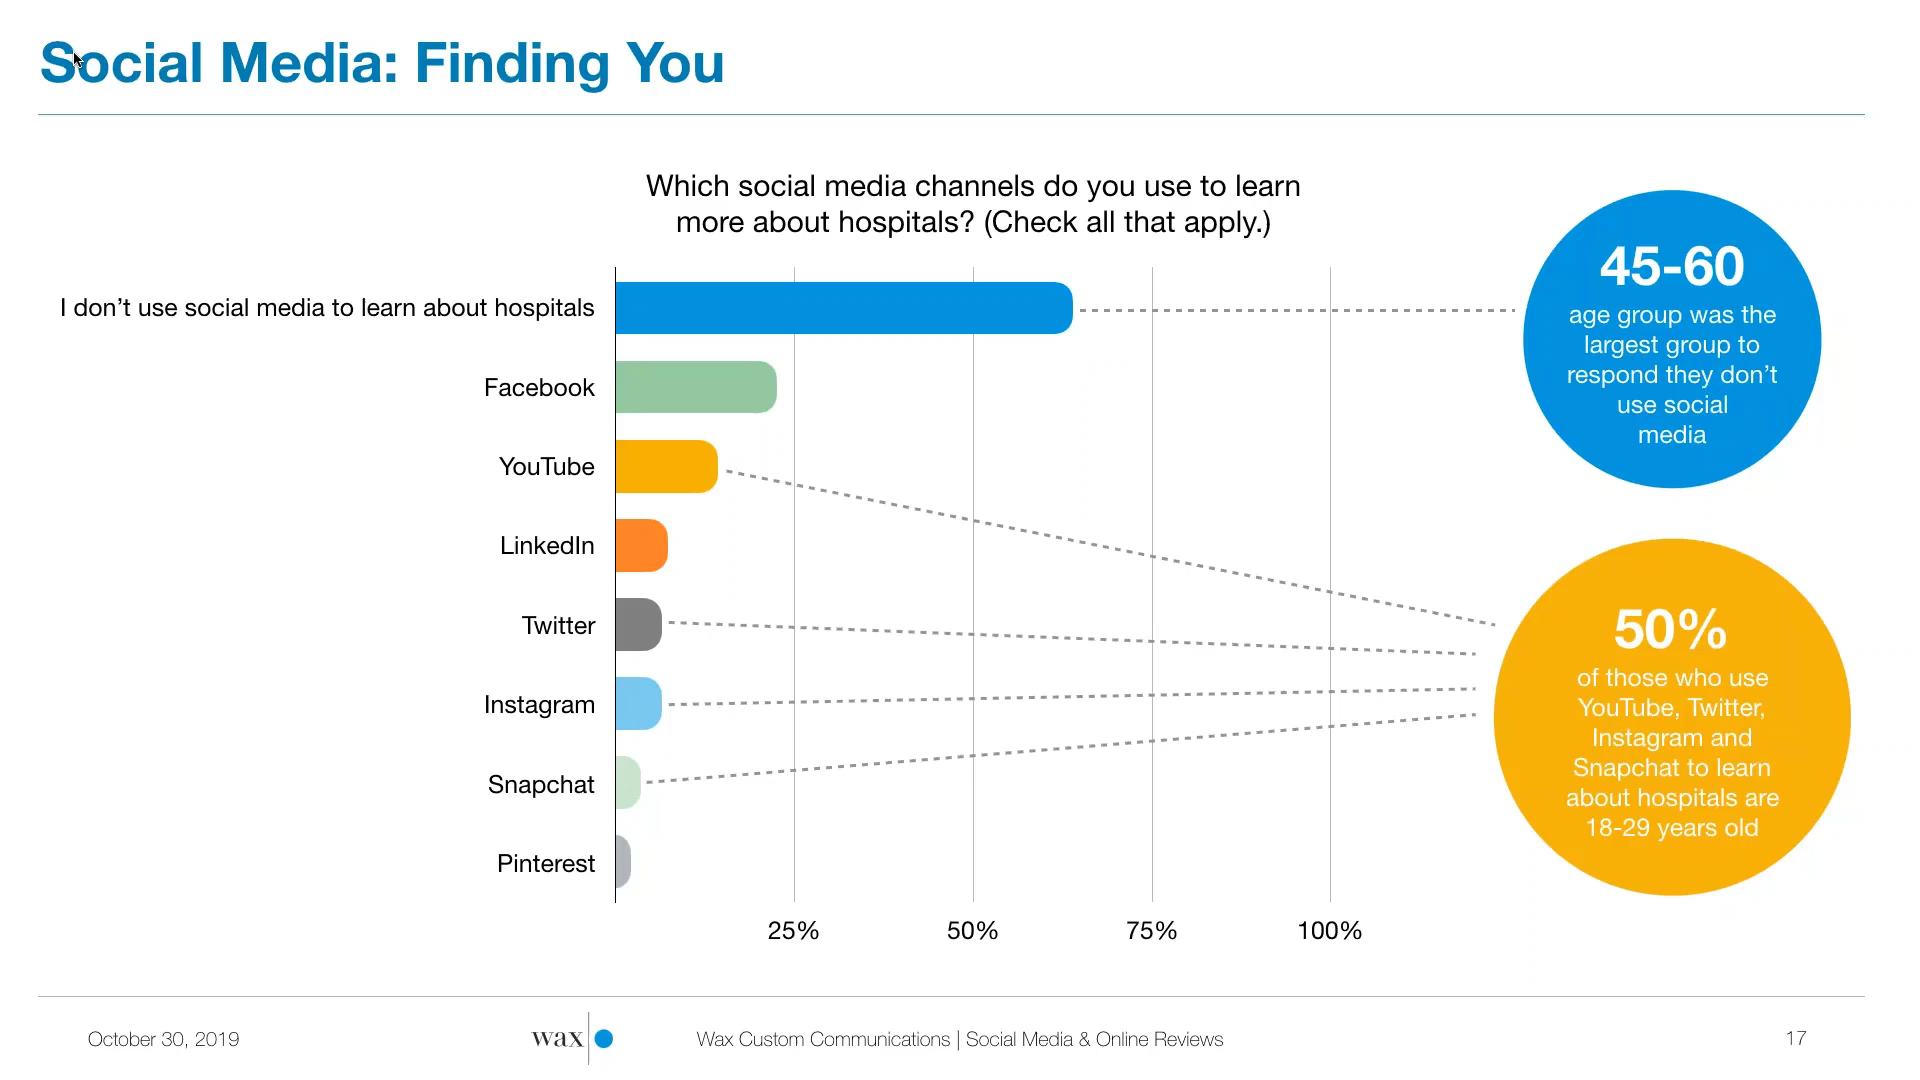 Social Media: Finding You
Which social media channels do you use to learn
more about hospitals? (Check all that apply.)
I don’t use social media to learn about hospitals
Facebook
YouTube
LinkedIn
Twitter
Instagram
Snapchat
Pinterest
25%
50%
75%
100%
45-60
age group was the
largest group to
respond they don’t
use social
media
50%
of those who use
YouTube, Twitter,
Instagram and
Snapchat to learn
about hospitals are
18-29 years old
October 30, 2019
wax
Wax Custom Communications | Social Media & Online Reviews
17